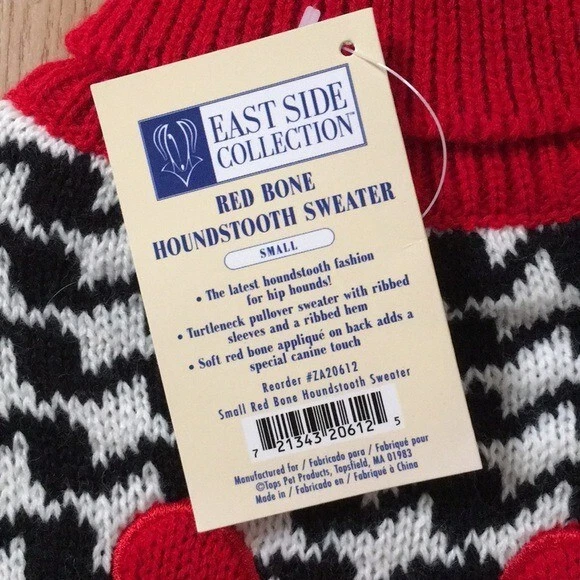 EAST SIDE
COLLECTION™
RED BONE
HOUNDSTOOTH SWEATER
SMALL
• The latest houndstooth fashion
for hip hounds!
• Turtleneck pullover sweater with ribbed
sleeves and a ribbed hem
• Soft red bone appliqué on back adds a
special canine touch
Reorder #ZA20612
Small Red Bone Houndstooth Sweater
7 21343 20612 5
Manufactured for / Fabricado para / Fabriqué pour
©Tops Pet Products, Topsfield, MA 01983
Made in / Fabricado en / Fabriqué à China